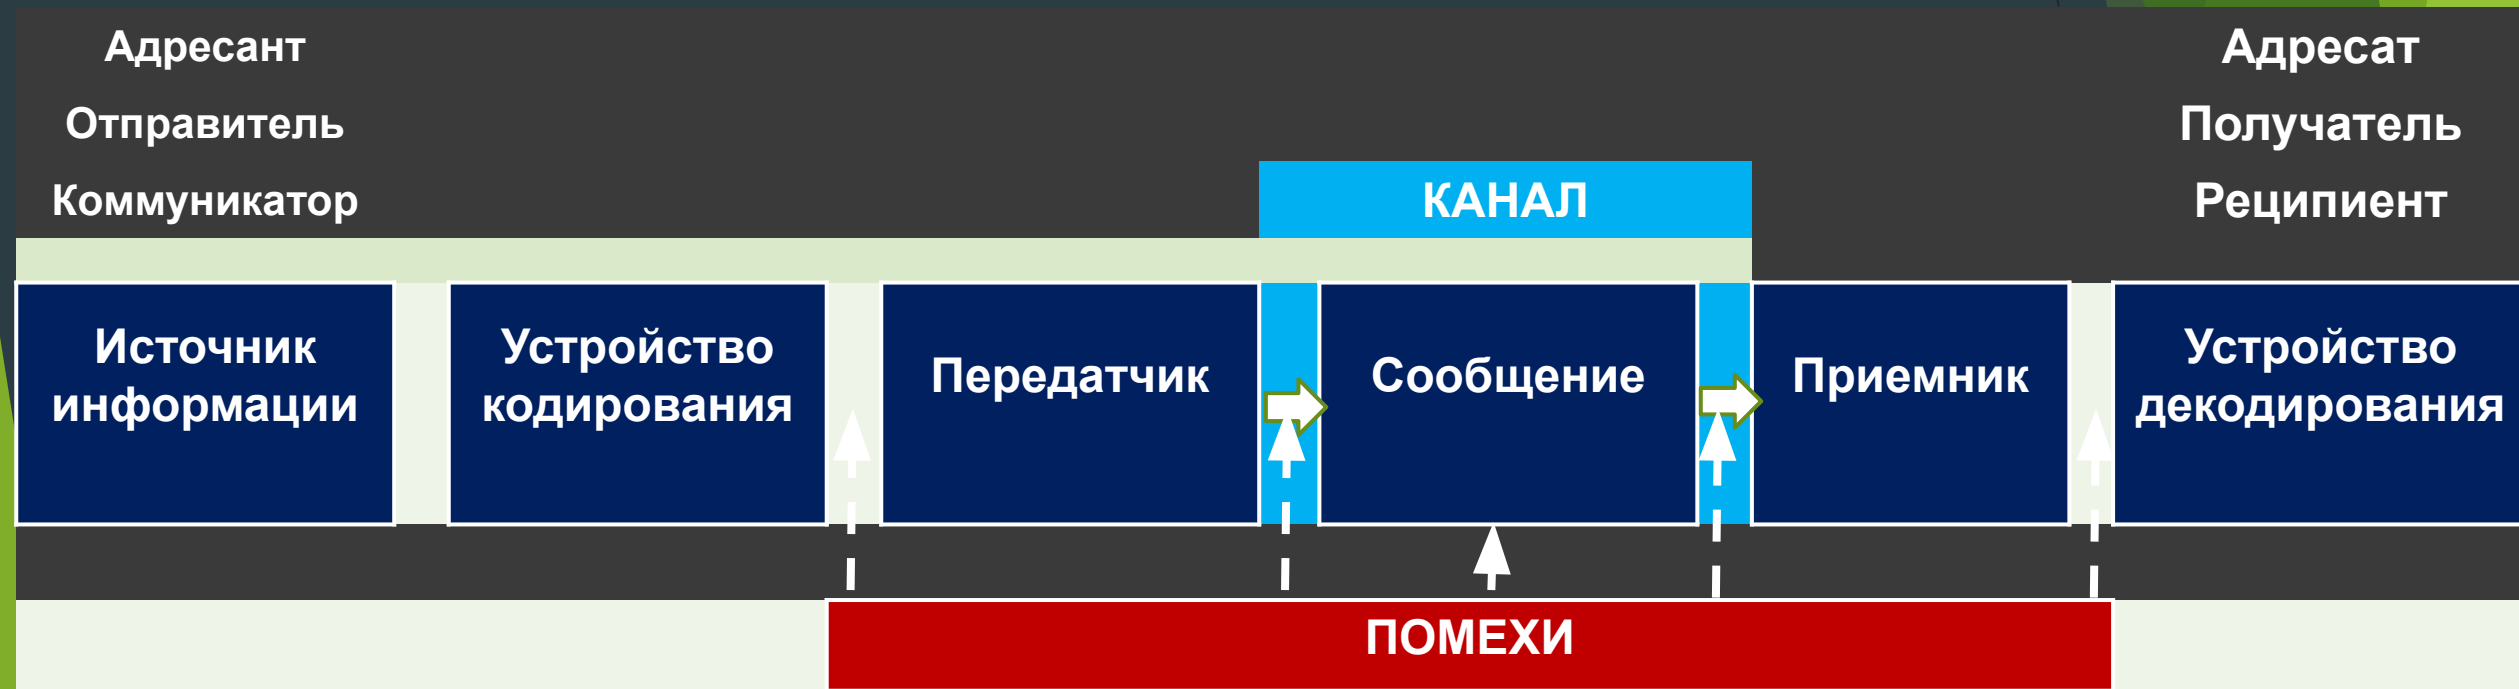 Адресант
Отправитель
Коммуникатор
КАНАЛ
Адресат
Получатель
Реципиент
Источник
информации
Устройство
кодирования
Передатчик
Сообщение
Приемник
Устройство
декодирования
ПОМЕХИ